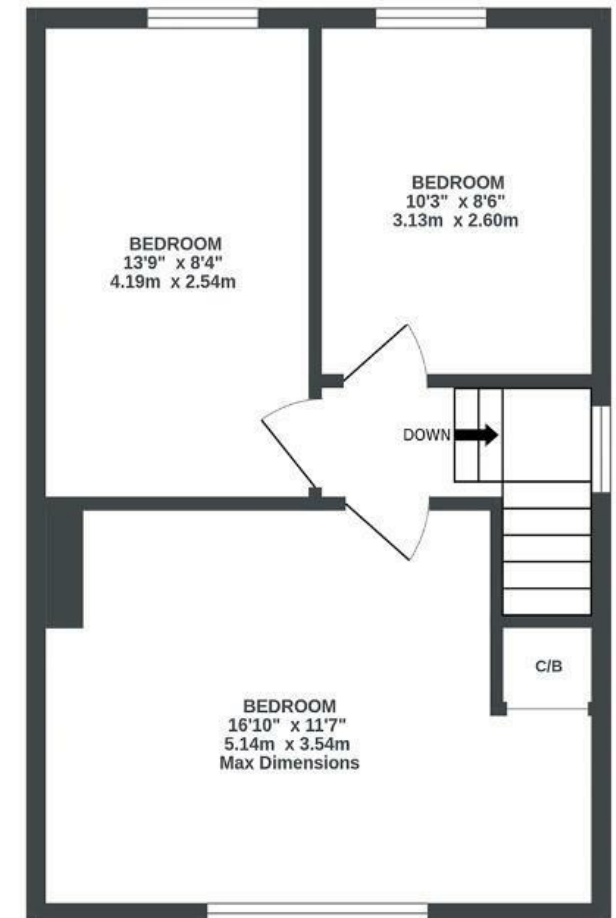 BEDROOM
10'3" x 8'6"
3.13m x 2.60m
BEDROOM
13'9" x 8'4"
4.19m x 2.54m
DOWN
C/B
BEDROOM
16'10" x 11'7"
5.14m x 3.54m
Max Dimensions